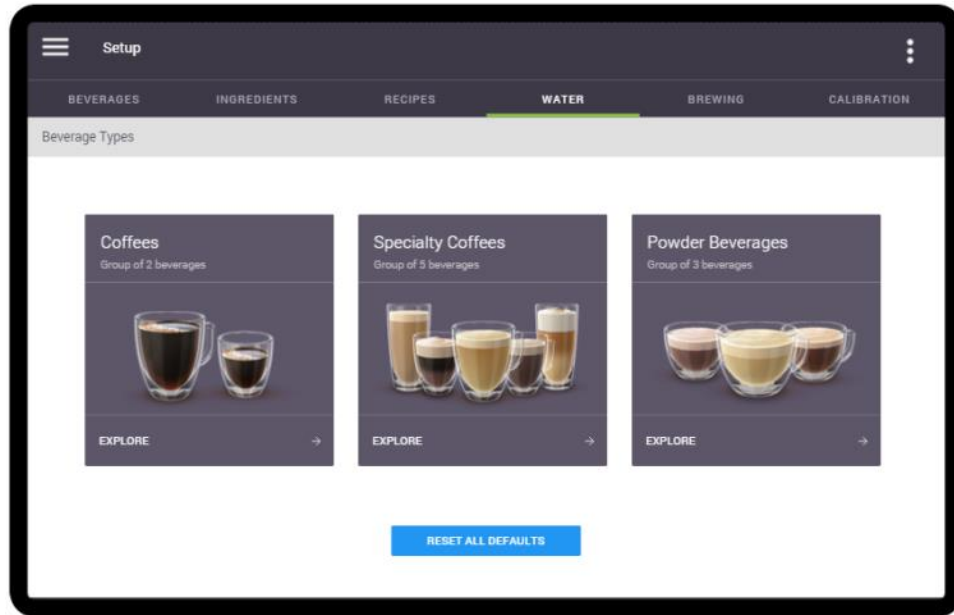 Setup
BEVERAGES INGREDIENTS RECIPES WATER BREWING CALIBRATION
Beverage Types
Coffees
Group of 2 beverages
EXPLORE
Specialty Coffees
Group of 5 beverages
EXPLORE
Powder Beverages
Group of 3 beverages
EXPLORE
RESET ALL DEFAULTS